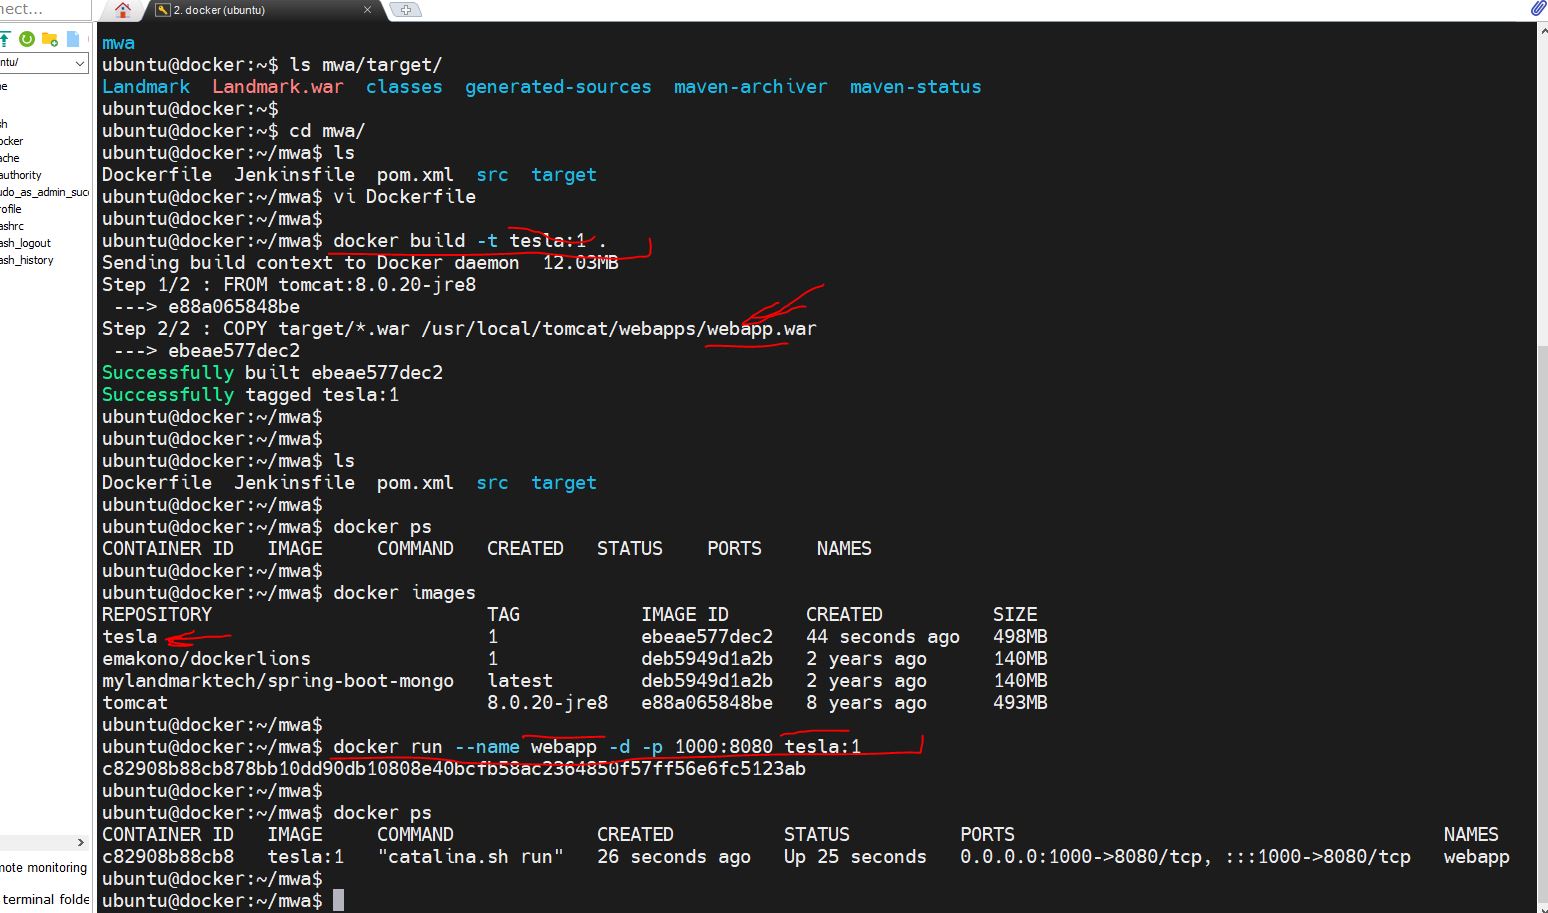 nect...
2. docker (ubuntu)
ntu/
mwa
ubuntu@docker:~$ ls mwa/target/
Landmark  Landmark.war  classes  generated-sources  maven-archiver  maven-status
ubuntu@docker:~$
ubuntu@docker:~$ cd mwa/
ubuntu@docker:~/mwa$ ls
Dockerfile  Jenkinsfile  pom.xml  src  target
ubuntu@docker:~/mwa$ vi Dockerfile
ubuntu@docker:~/mwa$
ubuntu@docker:~/mwa$ docker build -t tesla:1 .
Sending build context to Docker daemon  12.03MB
Step 1/2 : FROM tomcat:8.0.20-jre8
 ---> e88a065848be
Step 2/2 : COPY target/*.war /usr/local/tomcat/webapps/webapp.war
 ---> ebeae577dec2
Successfully built ebeae577dec2
Successfully tagged tesla:1
ubuntu@docker:~/mwa$
ubuntu@docker:~/mwa$
ubuntu@docker:~/mwa$ ls
Dockerfile  Jenkinsfile  pom.xml  src  target
ubuntu@docker:~/mwa$
ubuntu@docker:~/mwa$ docker ps
CONTAINER ID   IMAGE     COMMAND   CREATED   STATUS    PORTS     NAMES
ubuntu@docker:~/mwa$
ubuntu@docker:~/mwa$ docker images
REPOSITORY                         TAG           IMAGE ID       CREATED          SIZE
tesla                              1             ebeae577dec2   44 seconds ago   498MB
emakono/dockerlions                1             deb5949d1a2b   2 years ago      140MB
mylandmarktech/spring-boot-mongo   latest        deb5949d1a2b   2 years ago      140MB
tomcat                             8.0.20-jre8   e88a065848be   8 years ago      493MB
ubuntu@docker:~/mwa$
ubuntu@docker:~/mwa$ docker run --name webapp -d -p 1000:8080 tesla:1
c82908b88cb878bb10dd90db10808e40bcfb58ac2364850f57ff56e6fc5123ab
ubuntu@docker:~/mwa$
ubuntu@docker:~/mwa$ docker ps
CONTAINER ID   IMAGE     COMMAND             CREATED          STATUS          PORTS                                       NAMES
c82908b88cb8   tesla:1   "catalina.sh run"   26 seconds ago   Up 25 seconds   0.0.0.0:1000->8080/tcp, :::1000->8080/tcp   webapp
ubuntu@docker:~/mwa$
ubuntu@docker:~/mwa$
me
sh
ocker
ache
authority
udo_as_admin_succ
rofile
ashrc
ash_logout
ash_history
mote monitoring
terminal folde